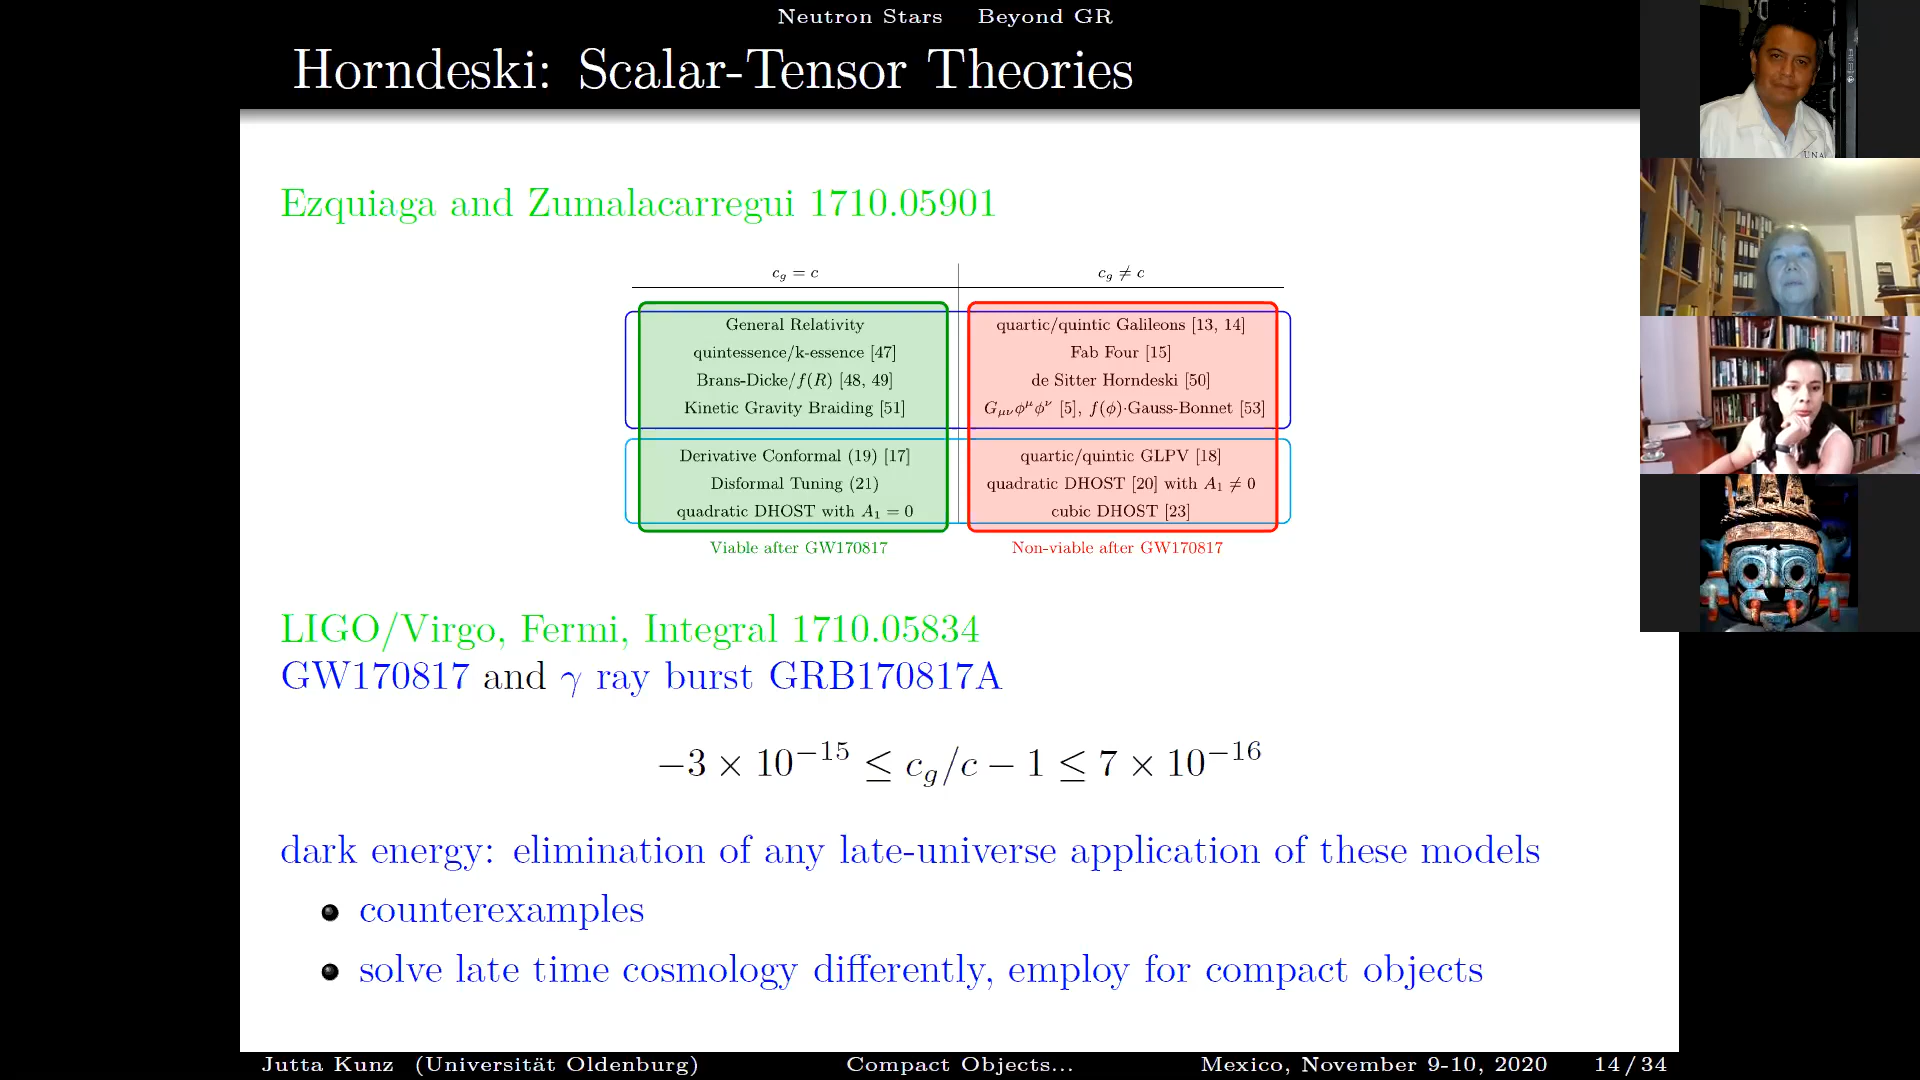 Neutron Stars Beyond GR
Horndeski: Scalar-Tensor Theories
Ezquiaga and Zumalacarregui 1710.05901
c_g = c
c_g ≠ c
General Relativity
quintessence/k-essence [47]
Brans-Dicke/f(R) [48, 49]
Kinetic Gravity Braiding [51]
Derivative Conformal (19) [17]
Disformal Tuning (21)
quadratic DHOST with A₁ = 0
Viable after GW170817
quartic/quintic Galileons [13, 14]
Fab Four [15]
de Sitter Horndeski [50]
G_{μν}ϕ^μϕ^ν [5], f(ϕ)·Gauss-Bonnet [53]
quartic/quintic GLPV [18]
quadratic DHOST [20] with A₁ ≠ 0
cubic DHOST [23]
Non-viable after GW170817
LIGO/Virgo, Fermi, Integral 1710.05834
GW170817 and γ ray burst GRB170817A
−3 × 10⁻¹⁵ ≤ c_g/c − 1 ≤ 7 × 10⁻¹⁶
dark energy: elimination of any late-universe application of these models
• counterexamples
• solve late time cosmology differently, employ for compact objects
Jutta Kunz (Universität Oldenburg) Compact Objects... Mexico, November 9-10, 2020 14/34
UNA